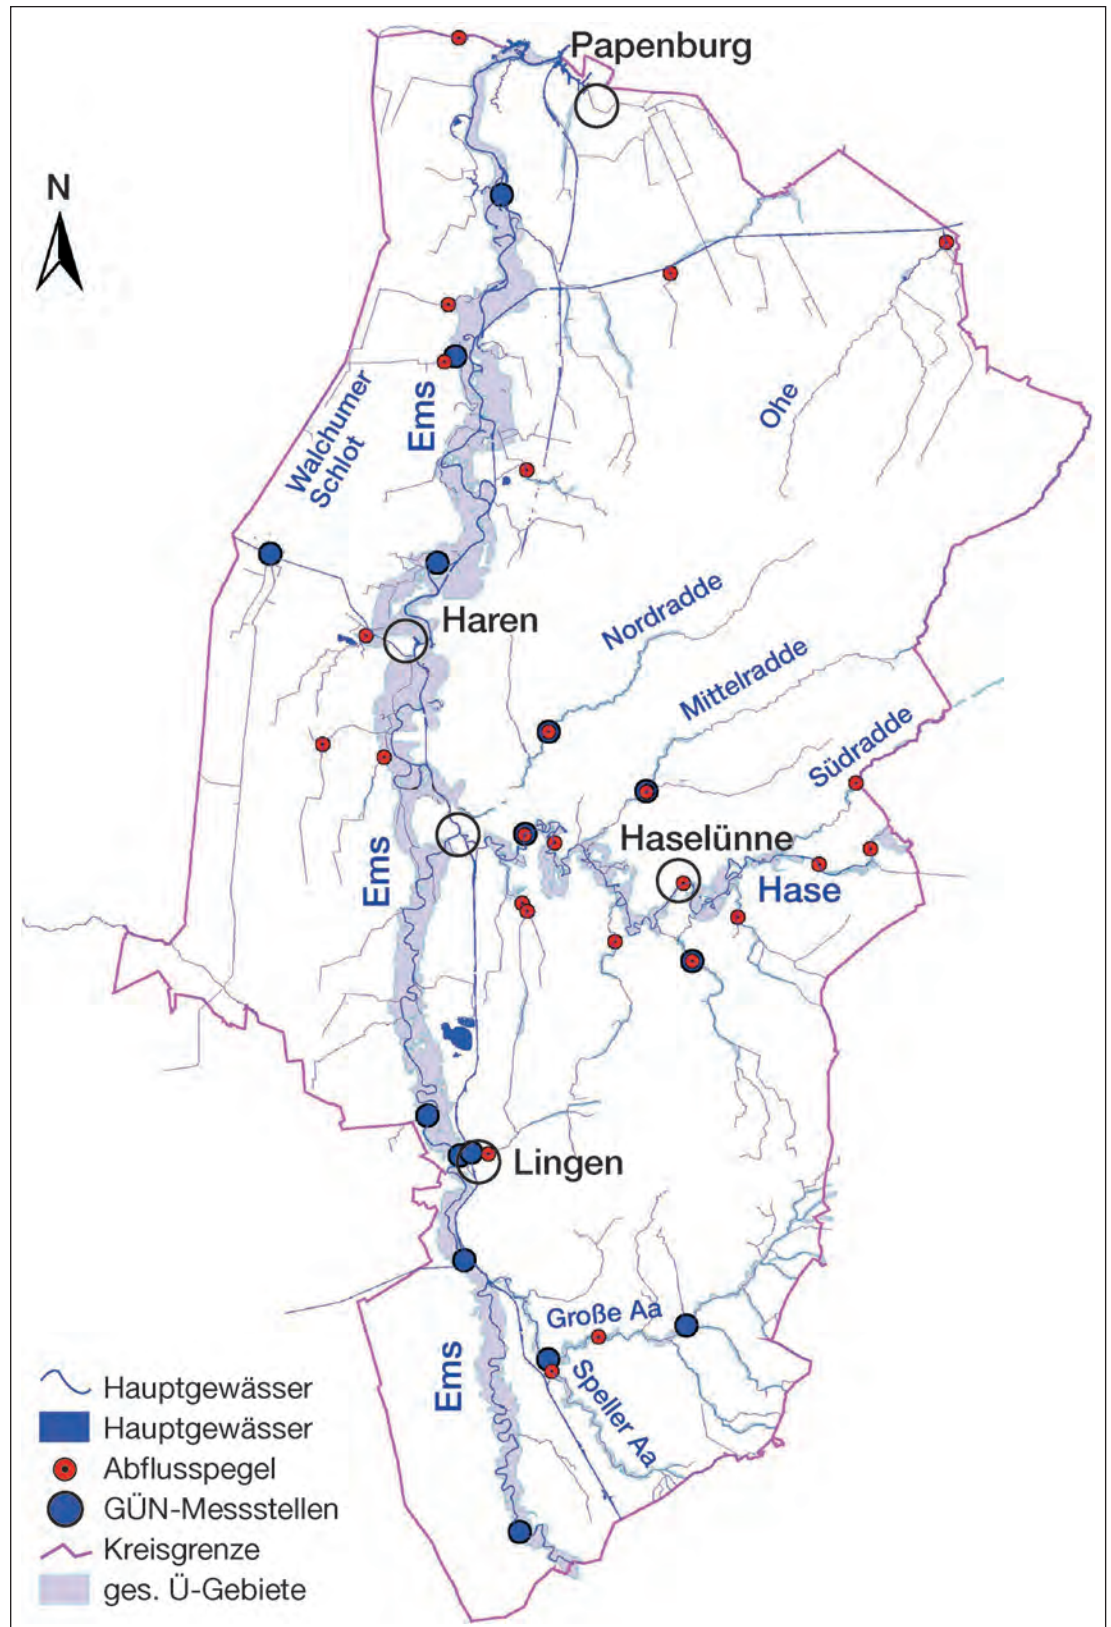 Papenburg
N
Walchumer
Schlot
Ems
Ohe
Haren
Nordradde
Mittelradde
Südradde
Haselünne
Hase
Ems
Lingen
Große Aa
Speller Aa
Ems
Hauptgewässer
Hauptgewässer
Abflusspegel
GÜN-Messstellen
Kreisgrenze
ges. Ü-Gebiete